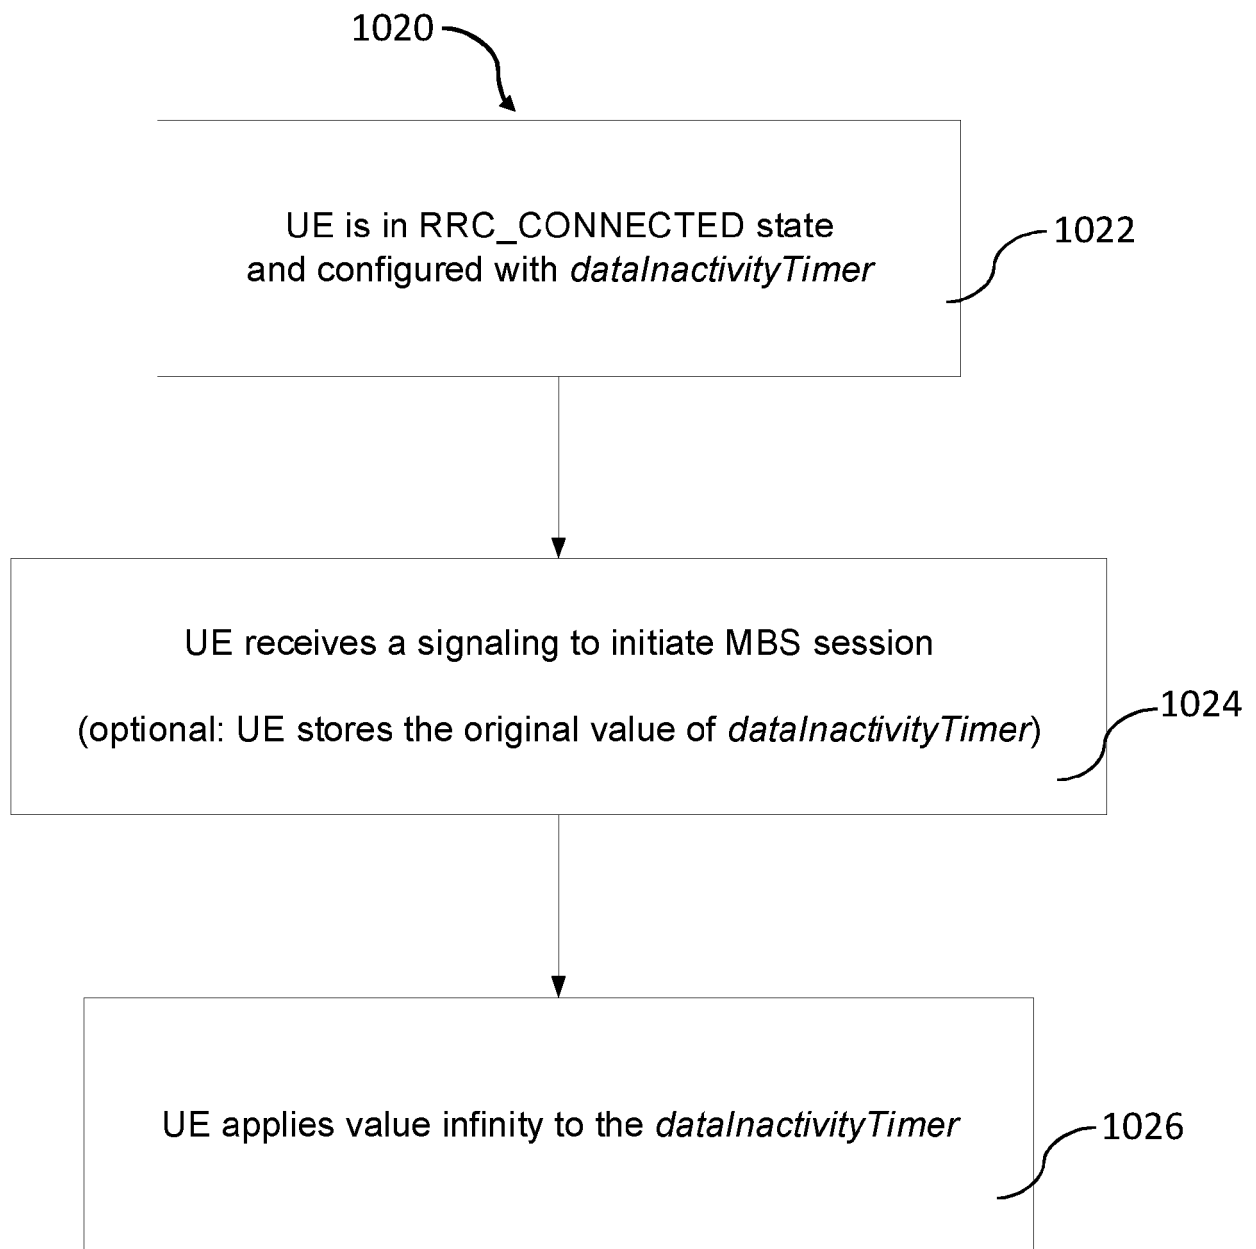 1020
UE is in RRC_CONNECTED state
and configured with dataInactivityTimer
1022
UE receives a signaling to initiate MBS session
(optional: UE stores the original value of dataInactivityTimer)
1024
UE applies value infinity to the dataInactivityTimer
1026